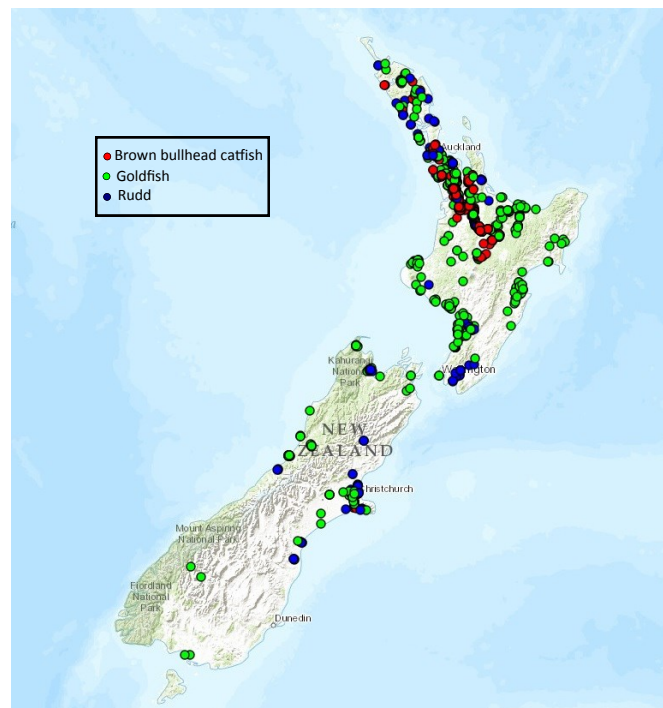 Auckland
Brown bullhead catfish
Goldfish
Rudd
Kahurangi
National
Park
Wellington
NEW
ZEALAND
Christchurch
Mount Aspiring
National Park
Fiordland
National
Park
Dunedin